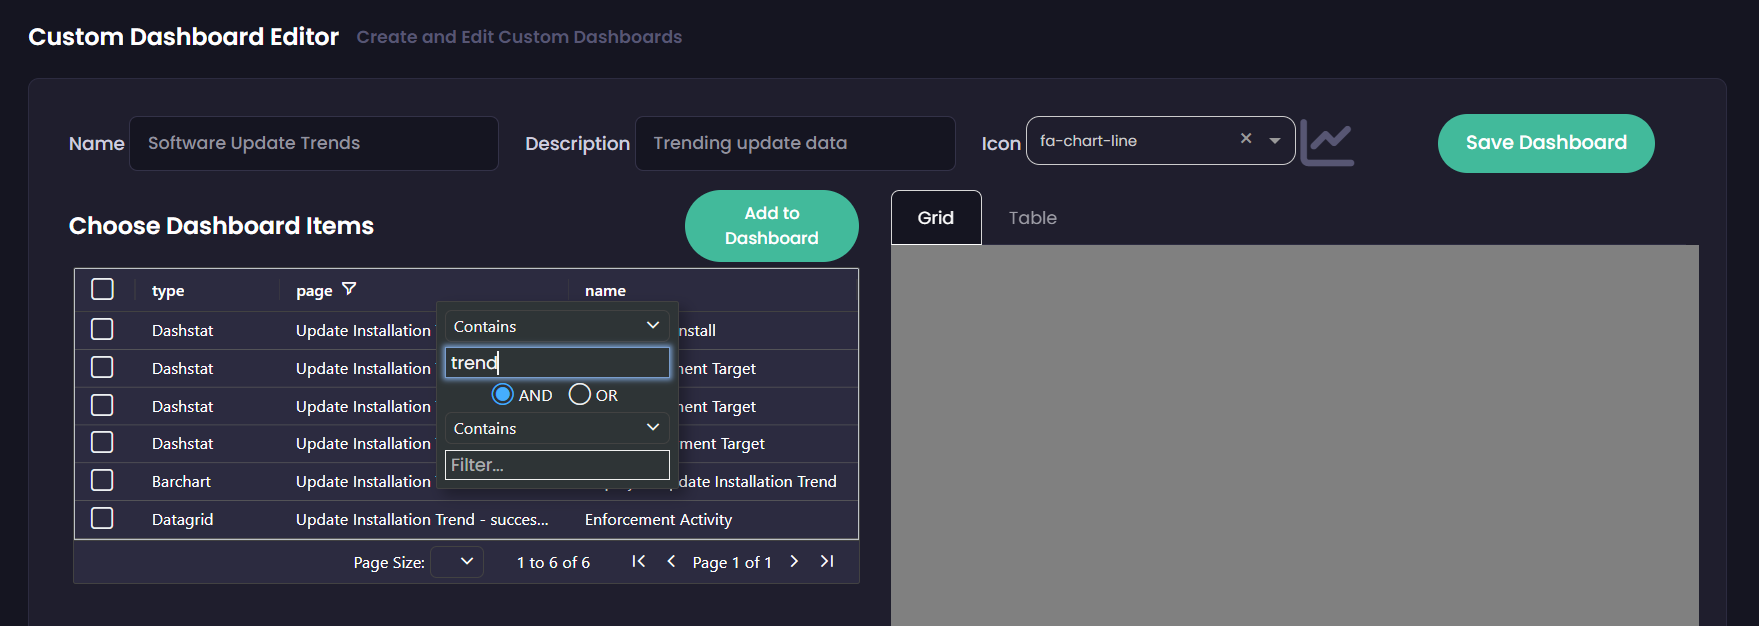 Custom Dashboard Editor Create and Edit Custom Dashboards
Name Software Update Trends Description Trending update data Icon fa-chart-line Save Dashboard
Choose Dashboard Items
Add to
Dashboard
Grid Table
type page name
Dashstat Update Installation nstall
Dashstat Update Installation ent Target
Dashstat Update Installation ent Target
Dashstat Update Installation ment Target
Barchart Update Installation date Installation Trend
Datagrid Update Installation Trend - succes... Enforcement Activity
Contains
trend
AND OR
Contains
Filter...
Page Size: 1 to 6 of 6 Page 1 of 1